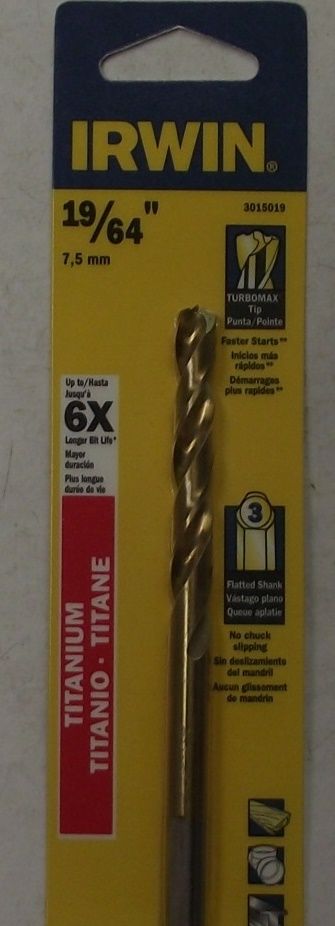 IRWIN®
19/64"
3015019
7,5 mm
TURBOMAX
Tip
Punta/Pointe
Faster Starts**
Inicios más
rápidos**
Démarrages
plus rapides**
Up to/Hasta
Jusqu'à
6X
Longer Bit Life*
Mayor
duración
Plus longue
durée de vie
TITANIUM
TITANIO · TITANE
3
Flatted Shank
Vástago plano
Queue aplatie
No chuck
slipping
Sin deslizamiento
del mandril
Aucun glissement
de mandrin